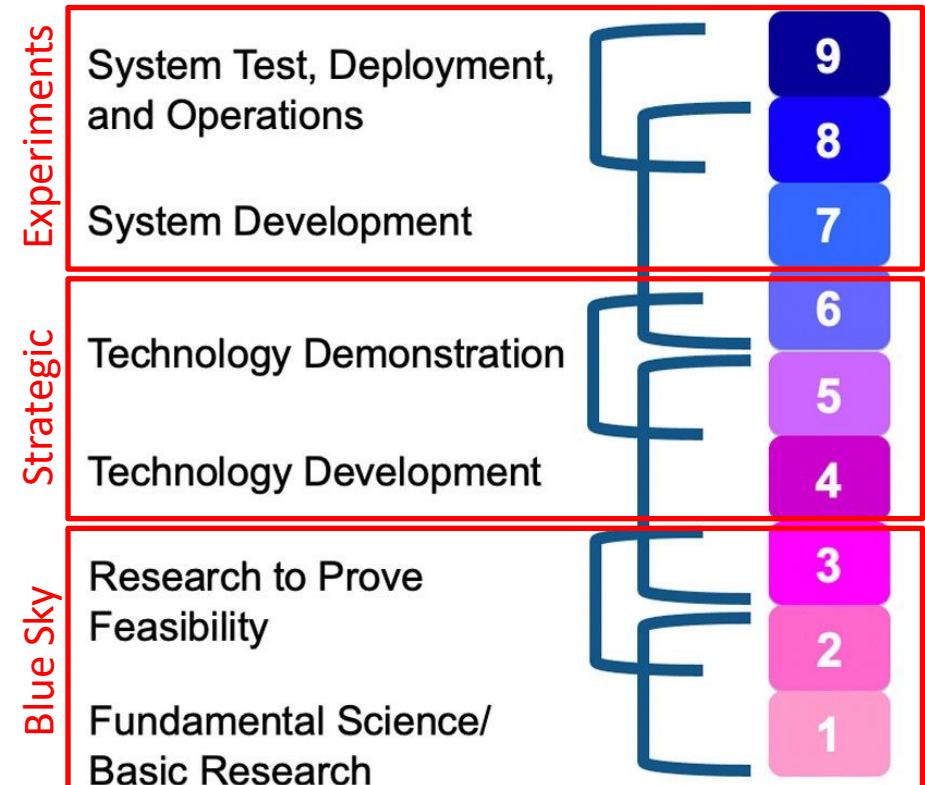 Experiments
System Test, Deployment,
and Operations
System Development
9
8
7
Strategic
Technology Demonstration
Technology Development
6
5
4
Blue Sky
Research to Prove
Feasibility
Fundamental Science/
Basic Research
3
2
1